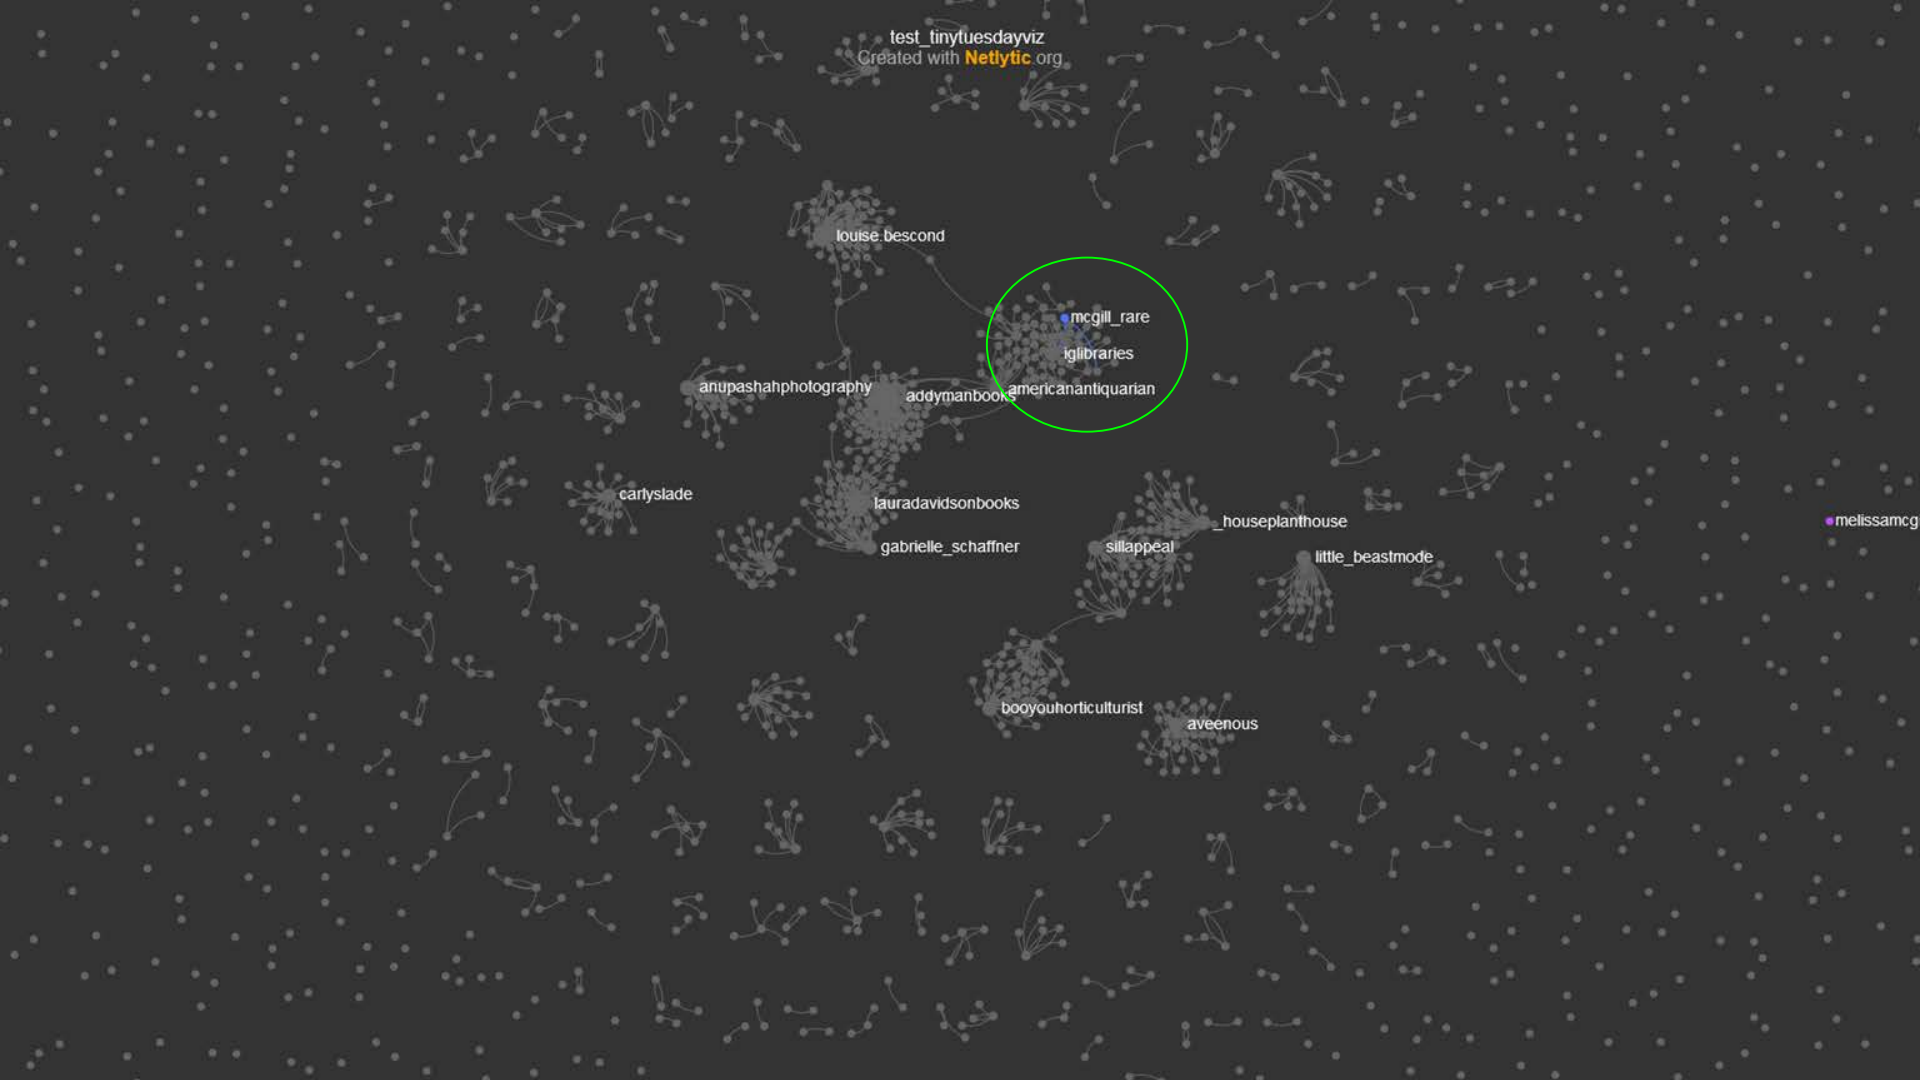 test_tinytuesdayviz
Created with Netlytic.org
louise.bescond
mcgill_rare
iglibraries
anupashahphotography
addymanbooks
americanantiquarian
carlyslade
lauradavidsonbooks
_houseplanthouse
melissamcg
gabrielle_schaffner
sillappeal
little_beastmode
booyouhorticulturist
aveenous